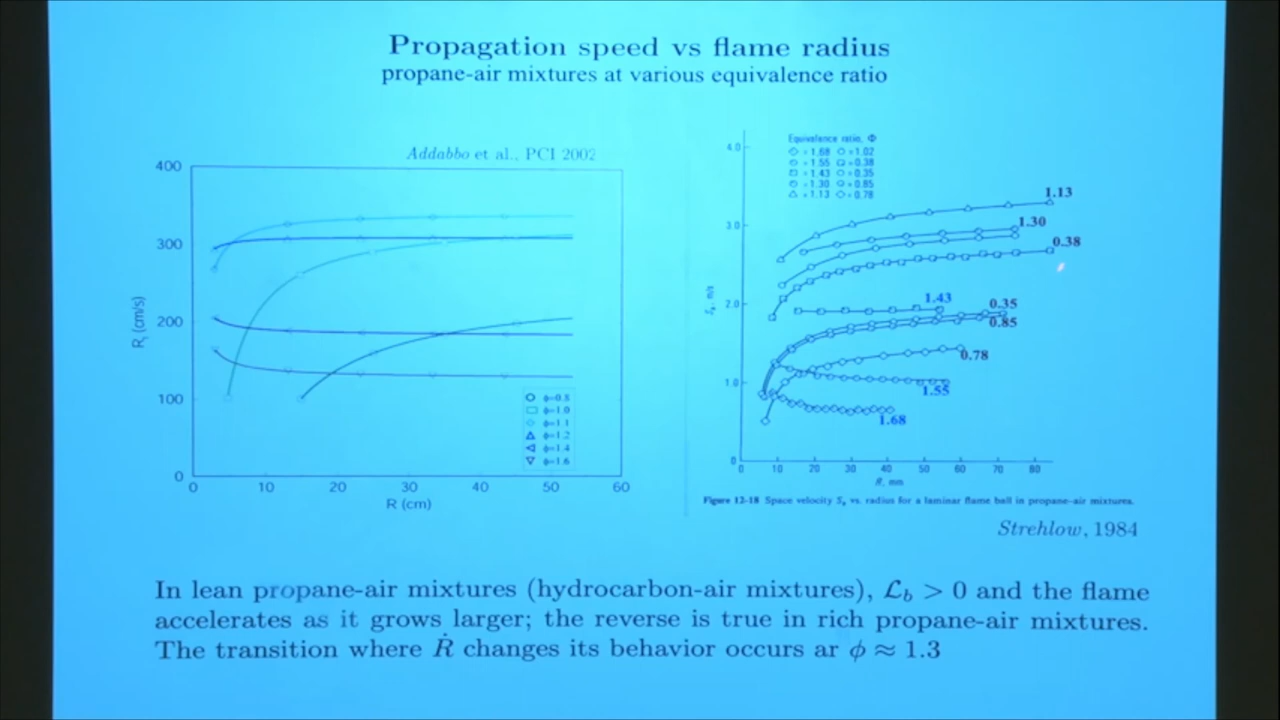 Propagation speed vs flame radius
propane-air mixtures at various equivalence ratio
Addabbo et al., PCI 2002
400
300
200
100
0
R_t (cm/s)
0 10 20 30 40 50 60
R (cm)
ϕ=0.8
ϕ=1.0
ϕ=1.1
ϕ=1.2
ϕ=1.4
ϕ=1.6
Equivalence ratio, Φ
= 1.68 = 1.02
= 1.55 = 0.38
= 1.43 = 0.35
= 1.30 = 0.85
= 1.13 = 0.78
4.0
3.0
2.0
1.0
0
m/s
1.13
1.30
0.38
1.43
0.35
0.85
0.78
1.55
1.68
0 10 20 30 40 50 60 70 80
R, mm
Figure 12-18 Space velocity S_s vs. radius for a laminar flame ball in propane-air mixtures.
Strehlow, 1984
In lean propane-air mixtures (hydrocarbon-air mixtures), ℒ_b > 0 and the flame
accelerates as it grows larger; the reverse is true in rich propane-air mixtures.
The transition where Ṙ changes its behavior occurs ar ϕ ≈ 1.3